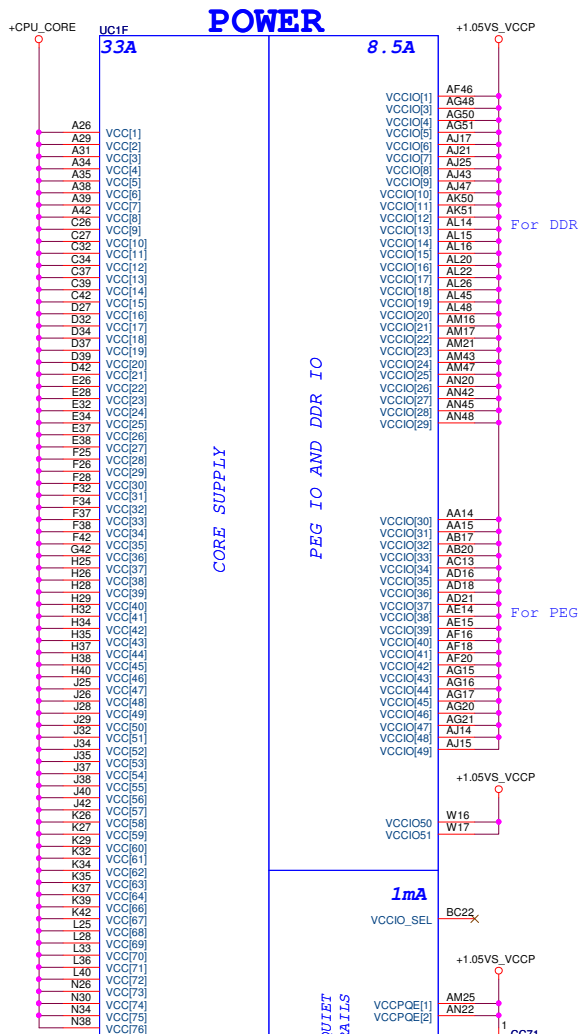 POWER
+CPU_CORE
UC1F
+1.05VS_VCCP
33A
8.5A
A26 VCC[1]
A29 VCC[2]
A31 VCC[3]
A34 VCC[4]
A35 VCC[5]
A38 VCC[6]
A39 VCC[7]
A42 VCC[8]
C26 VCC[9]
C27 VCC[10]
C32 VCC[11]
C34 VCC[12]
C37 VCC[13]
C39 VCC[14]
C42 VCC[15]
D27 VCC[16]
D32 VCC[17]
D34 VCC[18]
D37 VCC[19]
D39 VCC[20]
D42 VCC[21]
E26 VCC[22]
E28 VCC[23]
E32 VCC[24]
E34 VCC[25]
E37 VCC[26]
E38 VCC[27]
F25 VCC[28]
F26 VCC[29]
F28 VCC[30]
F32 VCC[31]
F34 VCC[32]
F37 VCC[33]
F38 VCC[34]
F42 VCC[35]
G42 VCC[36]
H25 VCC[37]
H26 VCC[38]
H28 VCC[39]
H29 VCC[40]
H32 VCC[41]
H34 VCC[42]
H35 VCC[43]
H37 VCC[44]
H38 VCC[45]
H40 VCC[46]
J25 VCC[47]
J26 VCC[48]
J28 VCC[49]
J29 VCC[50]
J32 VCC[51]
J34 VCC[52]
J35 VCC[53]
J37 VCC[54]
J38 VCC[55]
J40 VCC[56]
J42 VCC[57]
K26 VCC[58]
K27 VCC[59]
K29 VCC[60]
K32 VCC[61]
K34 VCC[62]
K35 VCC[63]
K37 VCC[64]
K39 VCC[66]
K42 VCC[67]
L25 VCC[68]
L28 VCC[69]
L33 VCC[70]
L36 VCC[71]
L40 VCC[72]
N26 VCC[73]
N30 VCC[74]
N34 VCC[75]
N38 VCC[76]
CORE SUPPLY
PEG IO AND DDR IO
VCCIO[1] AF46
VCCIO[3] AG48
VCCIO[4] AG50
VCCIO[5] AG51
VCCIO[6] AJ17
VCCIO[7] AJ21
VCCIO[8] AJ25
VCCIO[9] AJ43
VCCIO[10] AJ47
VCCIO[11] AK50
VCCIO[12] AK51
VCCIO[13] AL14
VCCIO[14] AL15
VCCIO[15] AL16
VCCIO[16] AL20
VCCIO[17] AL22
VCCIO[18] AL26
VCCIO[19] AL45
VCCIO[20] AL48
VCCIO[21] AM16
VCCIO[22] AM17
VCCIO[23] AM21
VCCIO[24] AM43
VCCIO[25] AM47
VCCIO[26] AN20
VCCIO[27] AN42
VCCIO[28] AN45
VCCIO[29] AN48
For DDR
VCCIO[30] AA14
VCCIO[31] AA15
VCCIO[32] AB17
VCCIO[33] AB20
VCCIO[34] AC13
VCCIO[35] AD16
VCCIO[36] AD18
VCCIO[37] AD21
VCCIO[38] AE14
VCCIO[39] AE15
VCCIO[40] AF16
VCCIO[41] AF18
VCCIO[42] AF20
VCCIO[43] AG15
VCCIO[44] AG16
VCCIO[45] AG17
VCCIO[46] AG20
VCCIO[47] AG21
VCCIO[48] AJ14
VCCIO[49] AJ15
For PEG
+1.05VS_VCCP
VCCIO50 W16
VCCIO51 W17
1mA
VCCIO_SEL BC22
+1.05VS_VCCP
VCCPQE[1] AM25
VCCPQE[2] AN22
1